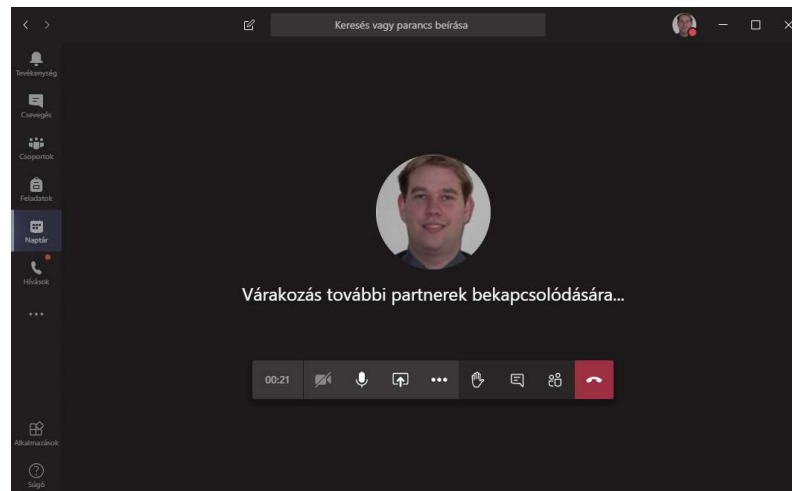 Keresés vagy parancs beírása
Tevékenység
Csevegés
Csoportok
Feladatok
Naptár
Hívások
Várakozás további partnerek bekapcsolódására...
00:21
Alkalmazások
Súgó